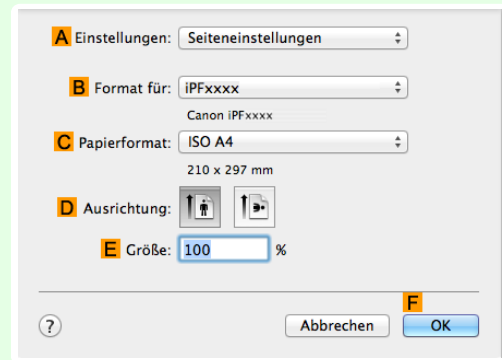 A Einstellungen: Seiteneinstellungen
B Format für: iPFxxxx
Canon iPFxxxx
C Papierformat: ISO A4
210 x 297 mm
D Ausrichtung:
E Größe: 100 %
F
? Abbrechen OK